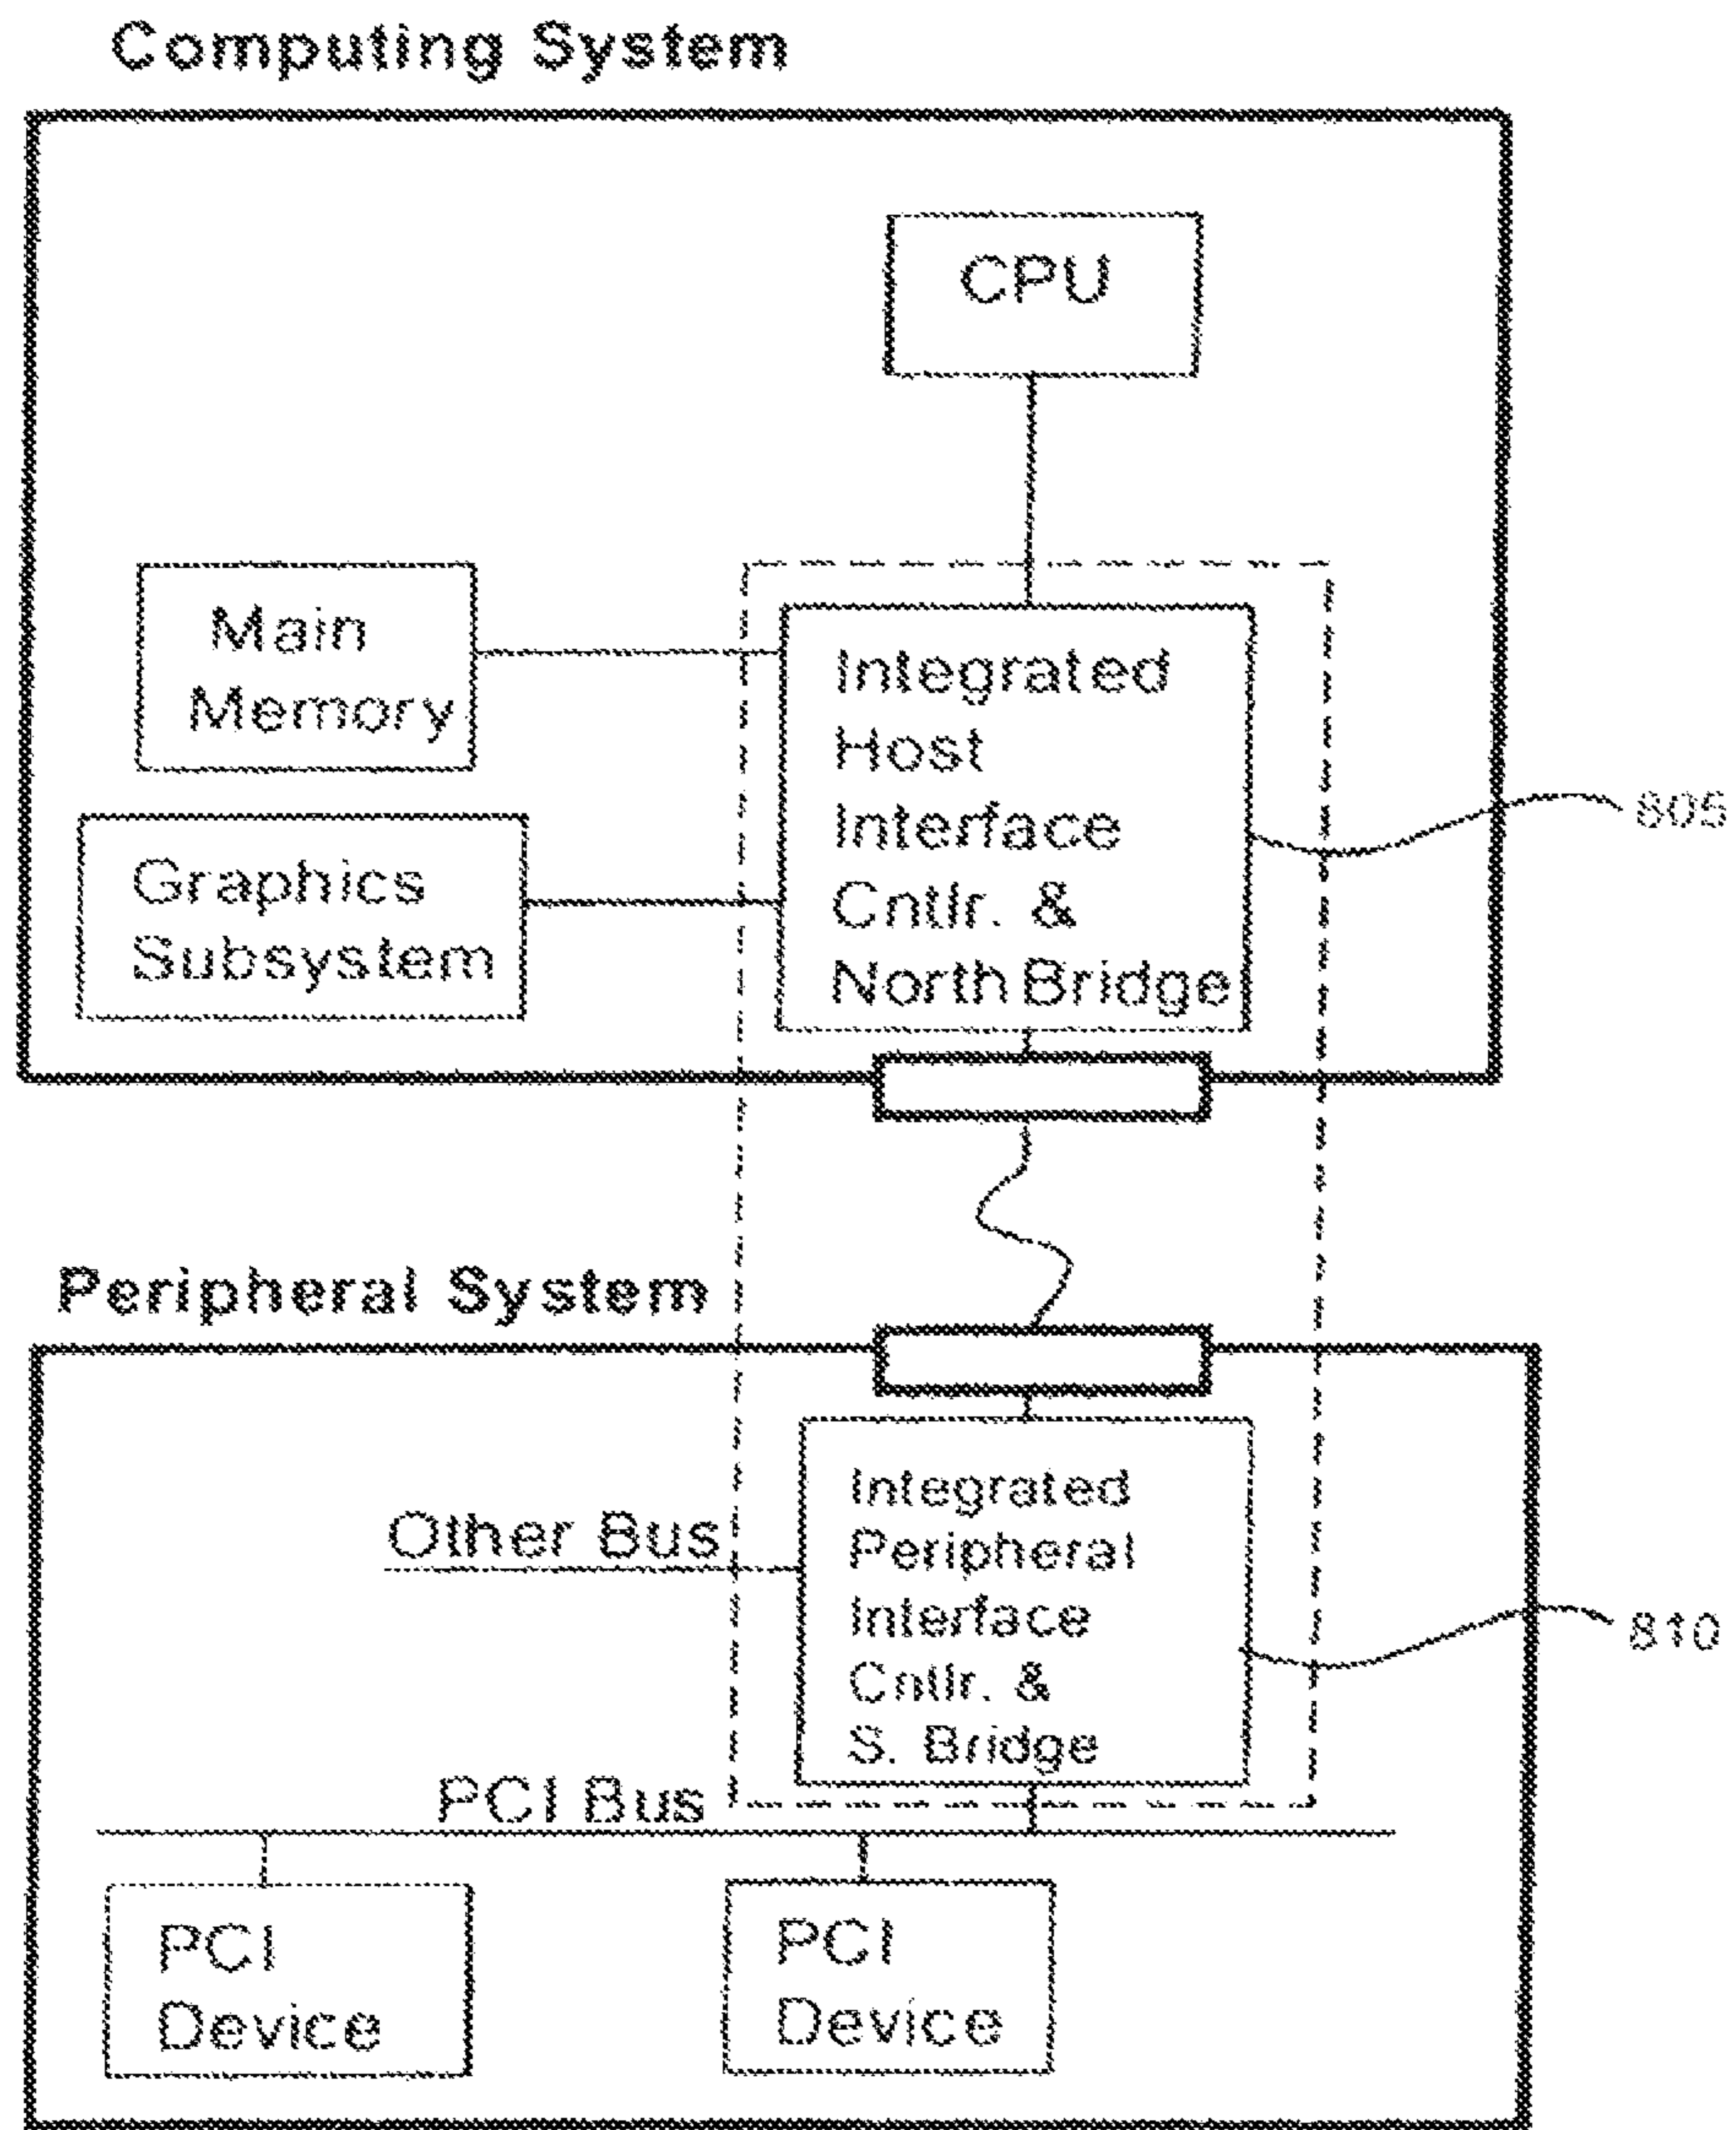 Computing System
CPU
Main
Memory
Integrated
Host
Interface
Cntlr. &
North Bridge
805
Graphics
Subsystem
Peripheral System
Other Bus
Integrated
Peripheral
Interface
Cntlr. &
S. Bridge
810
PCI Bus
PCI
Device
PCI
Device